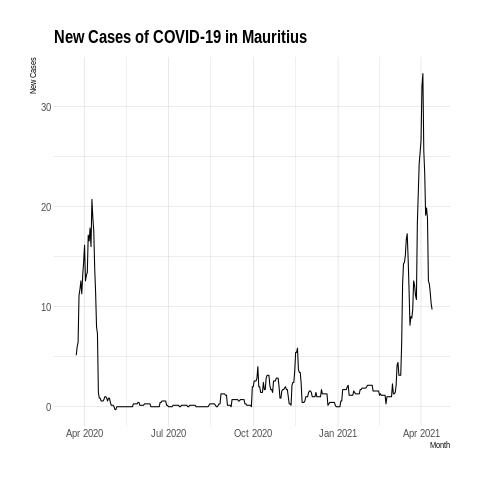 New Cases of COVID-19 in Mauritius
New Cases
30
20
10
0
Apr 2020 Jul 2020 Oct 2020 Jan 2021 Apr 2021
Month